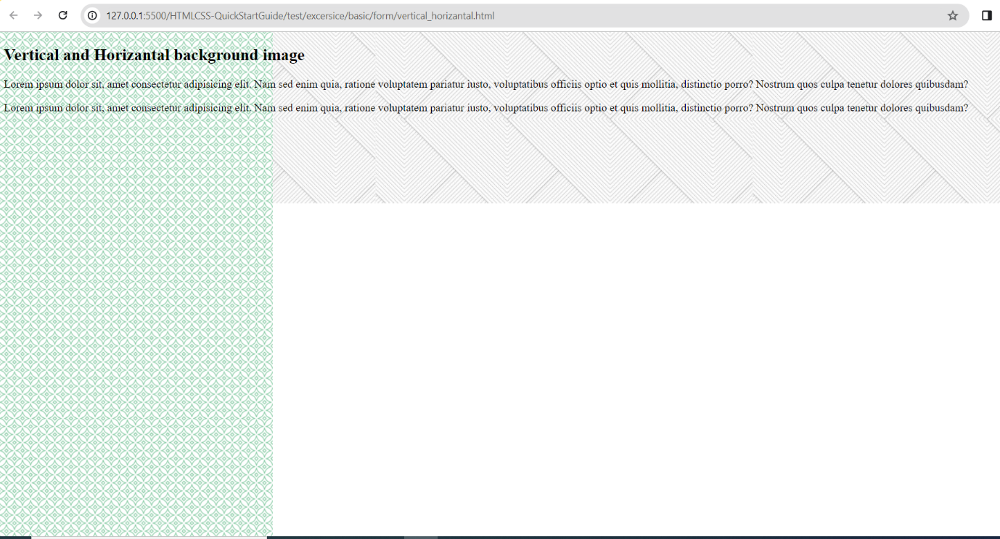 127.0.0.1:5500/HTMLCSS-QuickStartGuide/test/excersice/basic/form/vertical_horizantal.html
Vertical and Horizantal background image
Lorem ipsum dolor sit, amet consectetur adipisicing elit. Nam sed enim quia, ratione voluptatem pariatur iusto, voluptatibus officiis optio et quis mollitia, distinctio porro? Nostrum quos culpa tenetur dolores quibusdam?
Lorem ipsum dolor sit, amet consectetur adipisicing elit. Nam sed enim quia, ratione voluptatem pariatur iusto, voluptatibus officiis optio et quis mollitia, distinctio porro? Nostrum quos culpa tenetur dolores quibusdam?